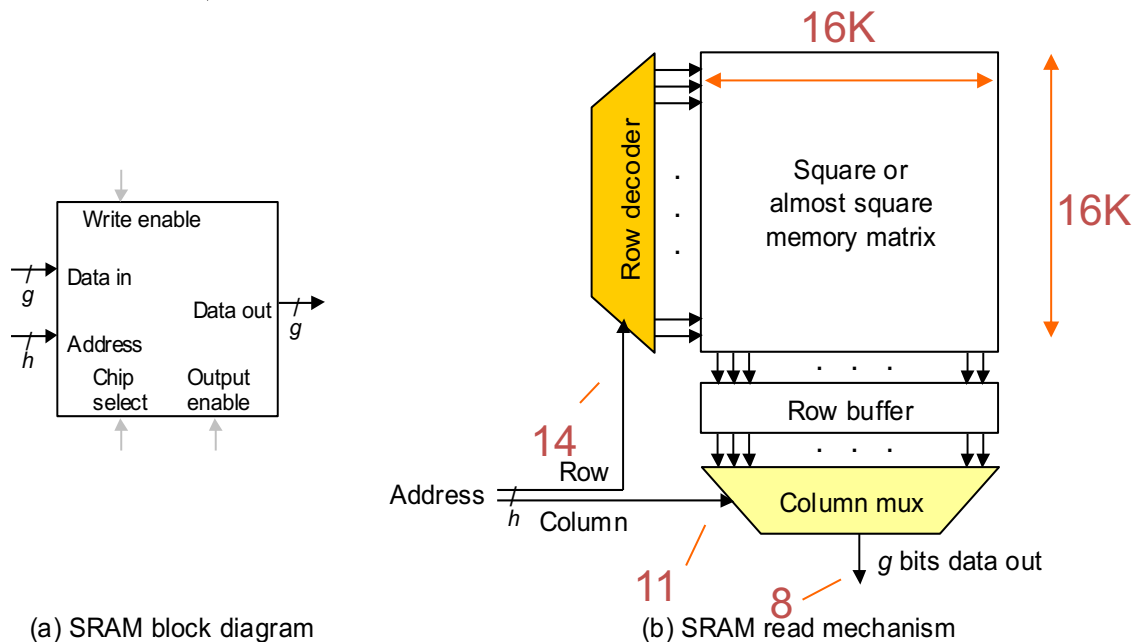 Write enable
Data in
g
Data out
g
Address
h
Chip
select
Output
enable
(a) SRAM block diagram
16K
Row decoder
. . .
Square or
almost square
memory matrix
16K
. . .
Row buffer
. . .
14
Row
Address
h
Column
Column mux
11
g bits data out
8
(b) SRAM read mechanism